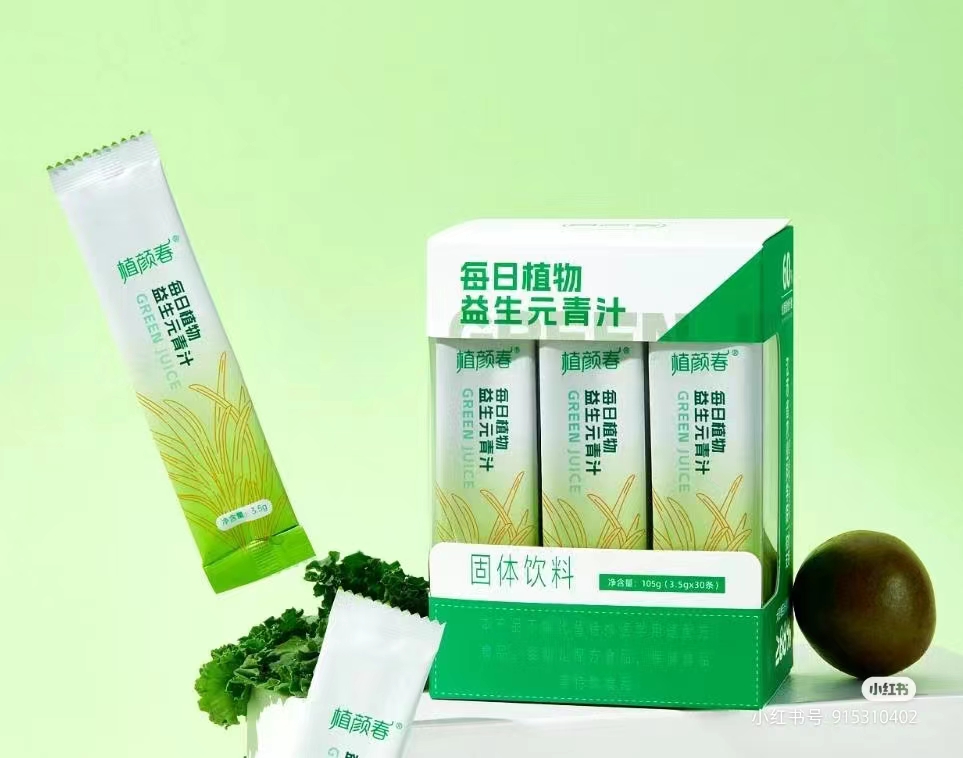 植颜春®
每日植物
益生元青汁
GREEN JUICE
净含量：3.5g
每日植物
益生元青汁
GREEN
植颜春®
每日植物
益生元青汁
GREEN JUICE
植颜春®
每日植物
益生元青汁
GREEN JUICE
植颜春®
每日植物
益生元青汁
GREEN JUICE
固体饮料
净含量：105g（3.5gx30条）
植颜春®
60
小红书
小红书号 915310402